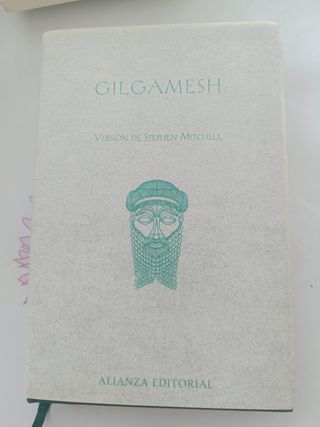 GILGAMESH
VERSIÓN DE STEPHEN MITCHELL
ALIANZA EDITORIAL